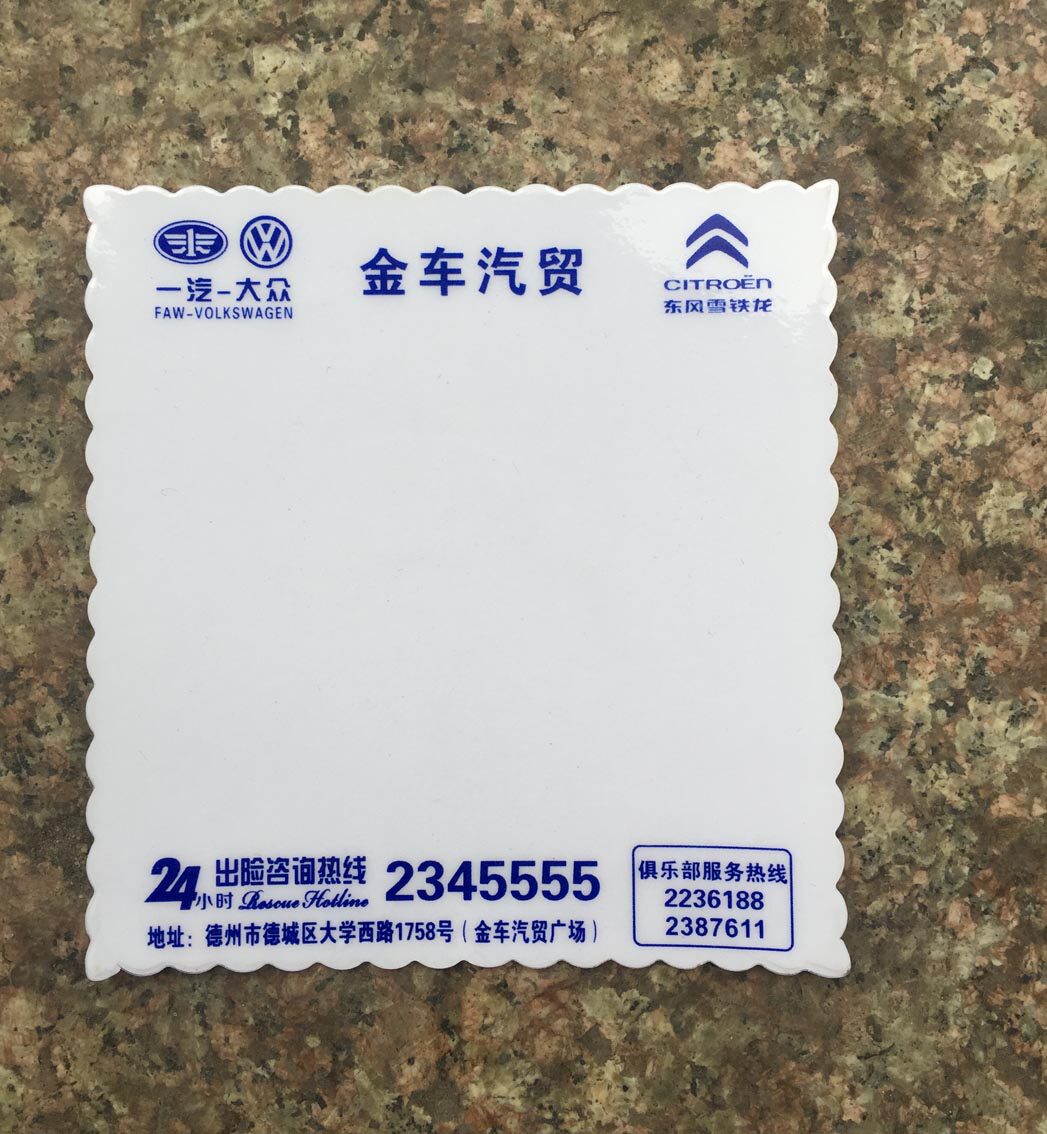 一汽-大众
FAW-VOLKSWAGEN
金车汽贸
CITROËN
东风雪铁龙
24小时 出险咨询热线 2345555
Rescue Hotline
地址：德州市德城区大学西路1758号（金车汽贸广场）
俱乐部服务热线
2236188
2387611